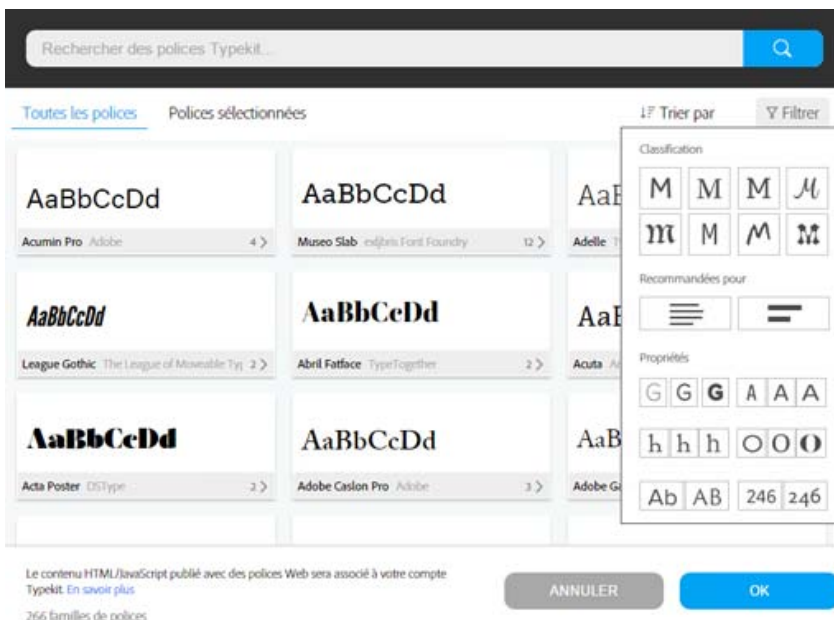 Rechercher des polices Typekit...
Toutes les polices Polices sélectionnées Trier par Filtrer
Classification
M M M M
m M M M
Recommandées pour
Propriétés
G G G A A A
h h h O O O
Ab AB 246 246
AaBbCcDd AaBbCcDd
Acumin Pro Adobe 4 > Museo Slab exljbris Font Foundry 12 > Adelle
AaBbCcDd AaBbCcDd
League Gothic The League of Moveable Typ 2 > Abril Fatface TypeTogether 2 > Acuta
AaBbCcDd AaBbCcDd AaB
Acta Poster DSType 2 > Adobe Caslon Pro Adobe 3 > Adobe Ga
Le contenu HTML/JavaScript publié avec des polices Web sera associé à votre compte
Typekit. En savoir plus
266 familles de polices
ANNULER OK